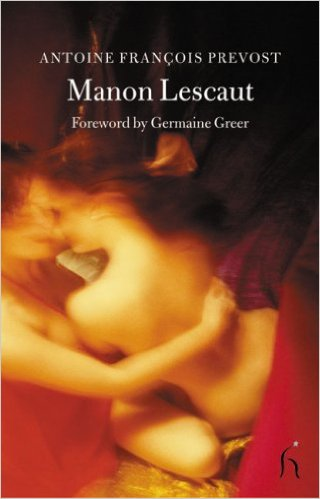 ANTOINE FRANÇOIS PREVOST
Manon Lescaut
Foreword by Germaine Greer
h